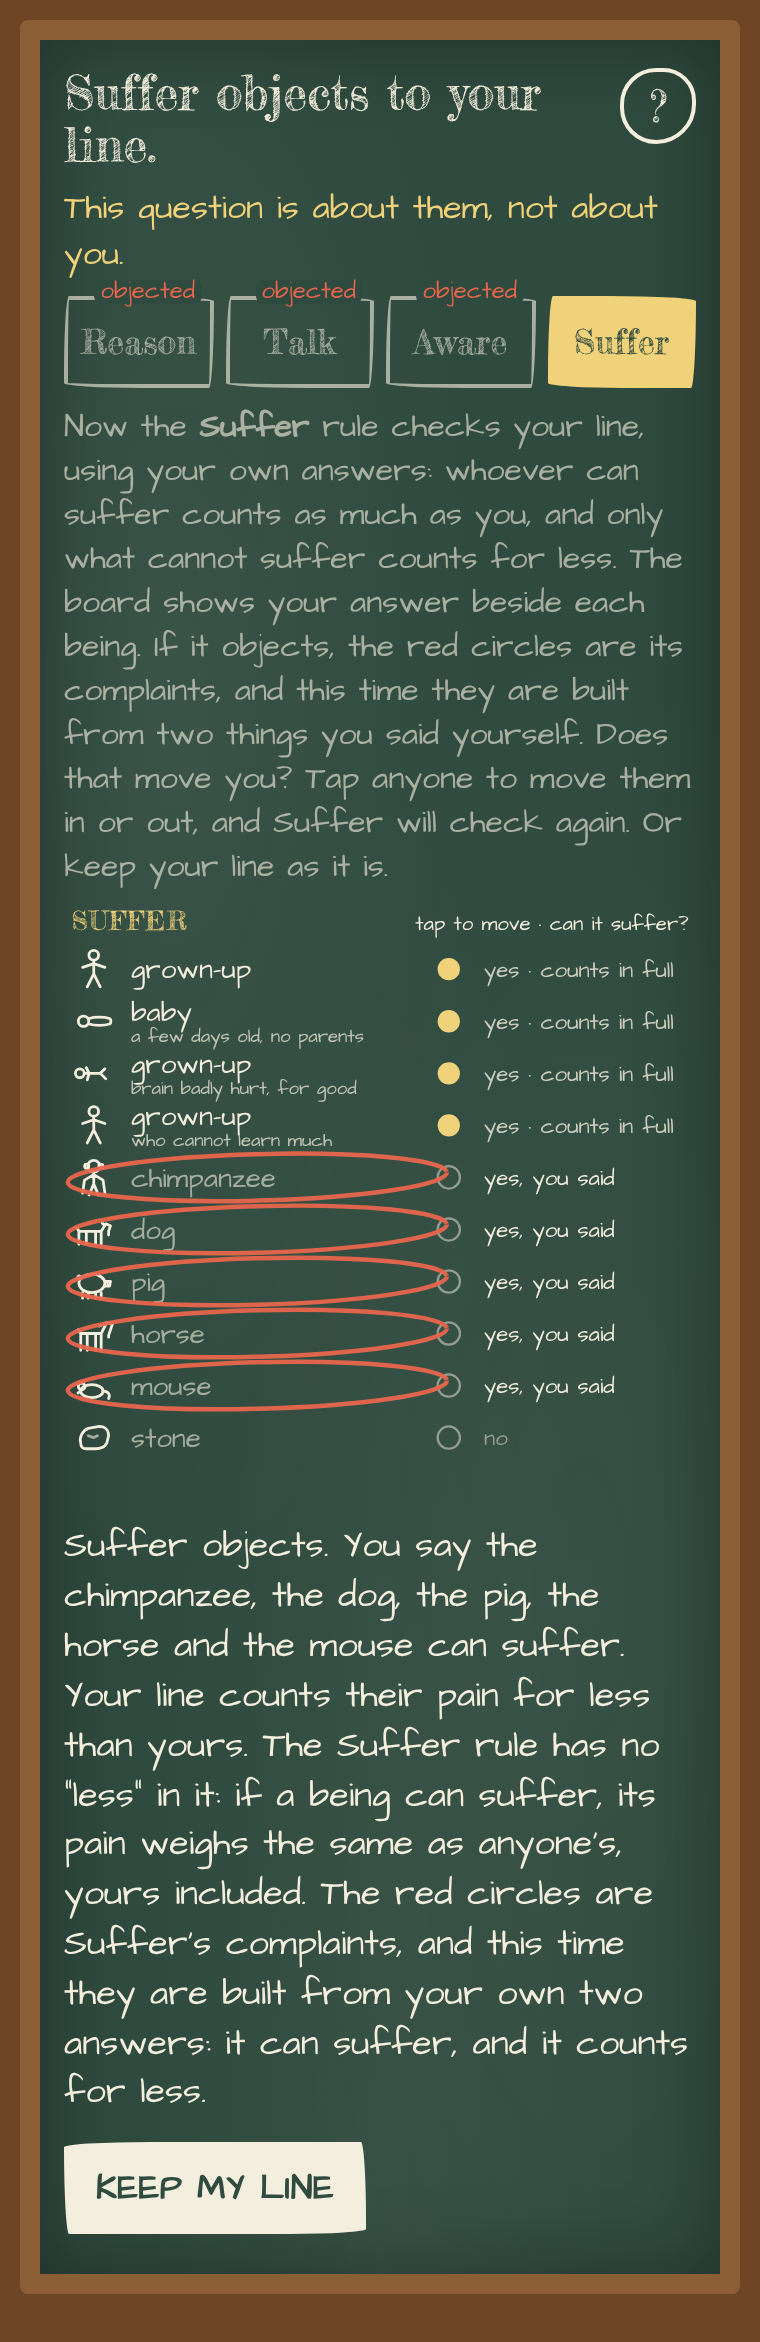 Suffer objects to your
line.
?
This question is about them, not about
you.
objected objected objected
Reason Talk Aware Suffer
Now the Suffer rule checks your line,
using your own answers: whoever can
suffer counts as much as you, and only
what cannot suffer counts for less. The
board shows your answer beside each
being. If it objects, the red circles are its
complaints, and this time they are built
from two things you said yourself. Does
that move you? Tap anyone to move them
in or out, and Suffer will check again. Or
keep your line as it is.
SUFFER tap to move · can it suffer?
grown-up yes · counts in full
baby
a few days old, no parents
yes · counts in full
grown-up
brain badly hurt, for good
yes · counts in full
grown-up
who cannot learn much
yes · counts in full
chimpanzee yes, you said
dog yes, you said
pig yes, you said
horse yes, you said
mouse yes, you said
stone no
Suffer objects. You say the
chimpanzee, the dog, the pig, the
horse and the mouse can suffer.
Your line counts their pain for less
than yours. The Suffer rule has no
"less" in it: if a being can suffer, its
pain weighs the same as anyone's,
yours included. The red circles are
Suffer's complaints, and this time
they are built from your own two
answers: it can suffer, and it counts
for less.
KEEP MY LINE